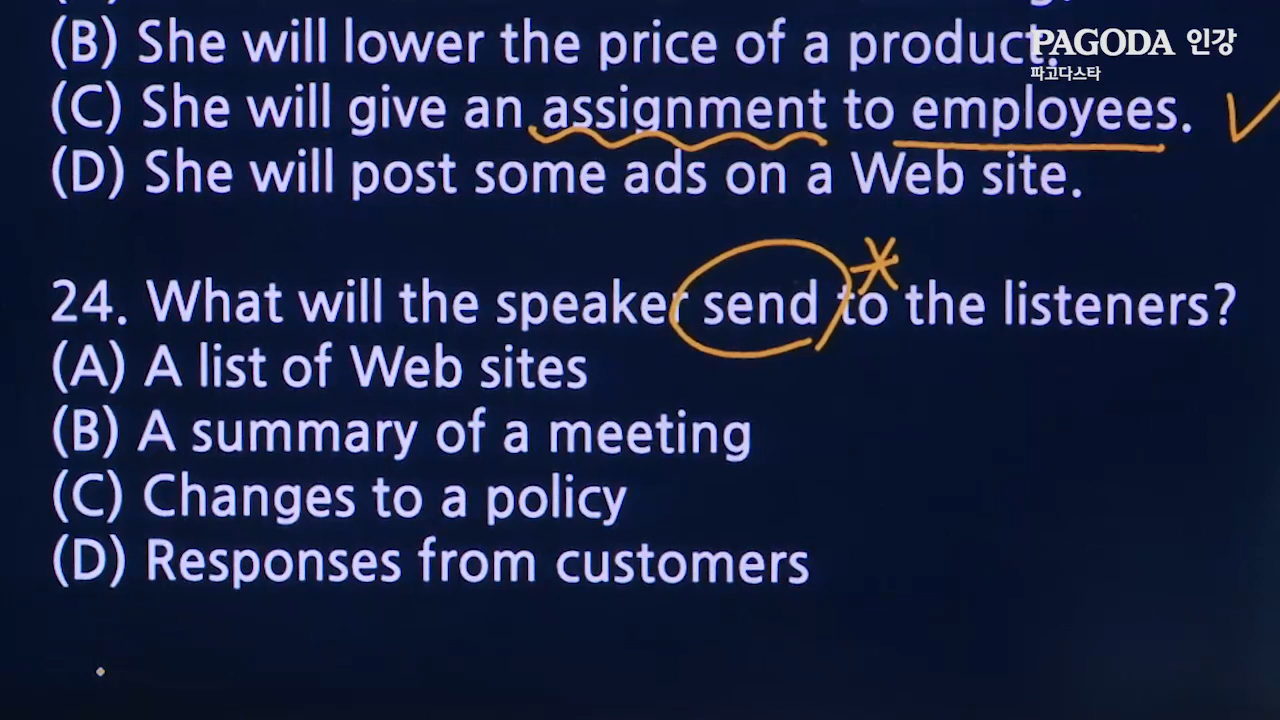 (B) She will lower the price of a product.
PAGODA 인강
파고다스타
(C) She will give an assignment to employees.
(D) She will post some ads on a Web site.
24. What will the speaker send to the listeners?
(A) A list of Web sites
(B) A summary of a meeting
(C) Changes to a policy
(D) Responses from customers